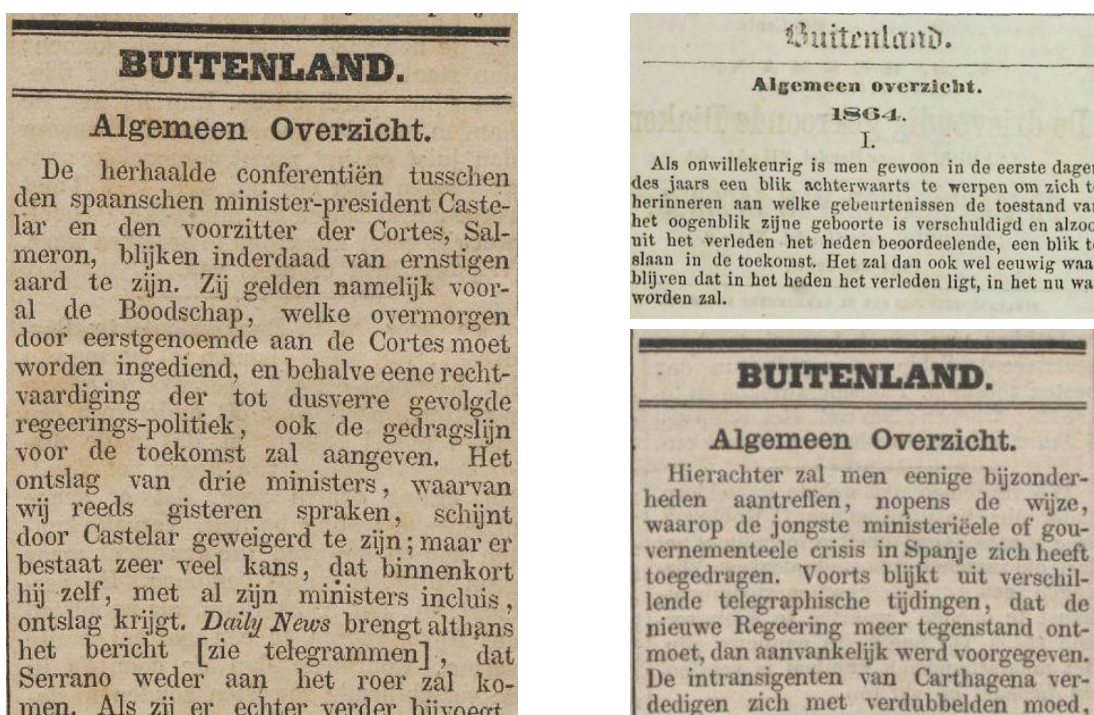 BUITENLAND.
Algemeen Overzicht.
De herhaalde conferentiën tusschen
den spaanschen minister-president Caste-
lar en den voorzitter der Cortes, Sal-
meron, blijken inderdaad van ernstigen
aard te zijn. Zij gelden namelijk voor-
al de Boodschap, welke overmorgen
door eerstgenoemde aan de Cortes moet
worden ingediend, en behalve eene recht-
vaardiging der tot dusverre gevolgde
regeerings-politiek, ook de gedragslijn
voor de toekomst zal aangeven. Het
ontslag van drie ministers, waarvan
wij reeds gisteren spraken, schijnt
door Castelar geweigerd te zijn; maar er
bestaat zeer veel kans, dat binnenkort
hij zelf, met al zijn ministers incluis,
ontslag krijgt. Daily News brengt althans
het bericht [zie telegrammen], dat
Serrano weder aan het roer zal ko-
men. Als zij er echter verder bijvoegt,
Buitenland.
Algemeen overzicht.
1864.
I.
Als onwillekeurig is men gewoon in de eerste dagen
des jaars een blik achterwaarts te werpen om zich t
herinneren aan welke gebeurtenissen de toestand van
het oogenblik zijne geboorte is verschuldigd en alzoo
uit het verleden het heden beoordeelende, een blik t
slaan in de toekomst. Het zal dan ook wel eeuwig waa
blijven dat in het heden het verleden ligt, in het nu wa
worden zal.
BUITENLAND.
Algemeen Overzicht.
Hierachter zal men eenige bijzonder-
heden aantreffen, nopens de wijze,
waarop de jongste ministeriëele of gou-
vernementeele crisis in Spanje zich heeft
toegedragen. Voorts blijkt uit verschil-
lende telegraphische tijdingen, dat de
nieuwe Regeering meer tegenstand ont-
moet, dan aanvankelijk werd voorgegeven.
De intransigenten van Carthagena ver-
dedigen zich met verdubbelden moed,